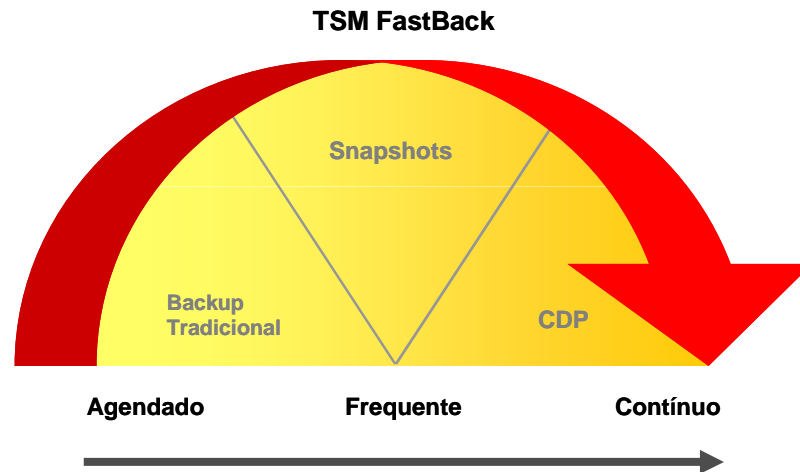 TSM FastBack
Snapshots
Backup
Tradicional
CDP
Agendado
Frequente
Contínuo